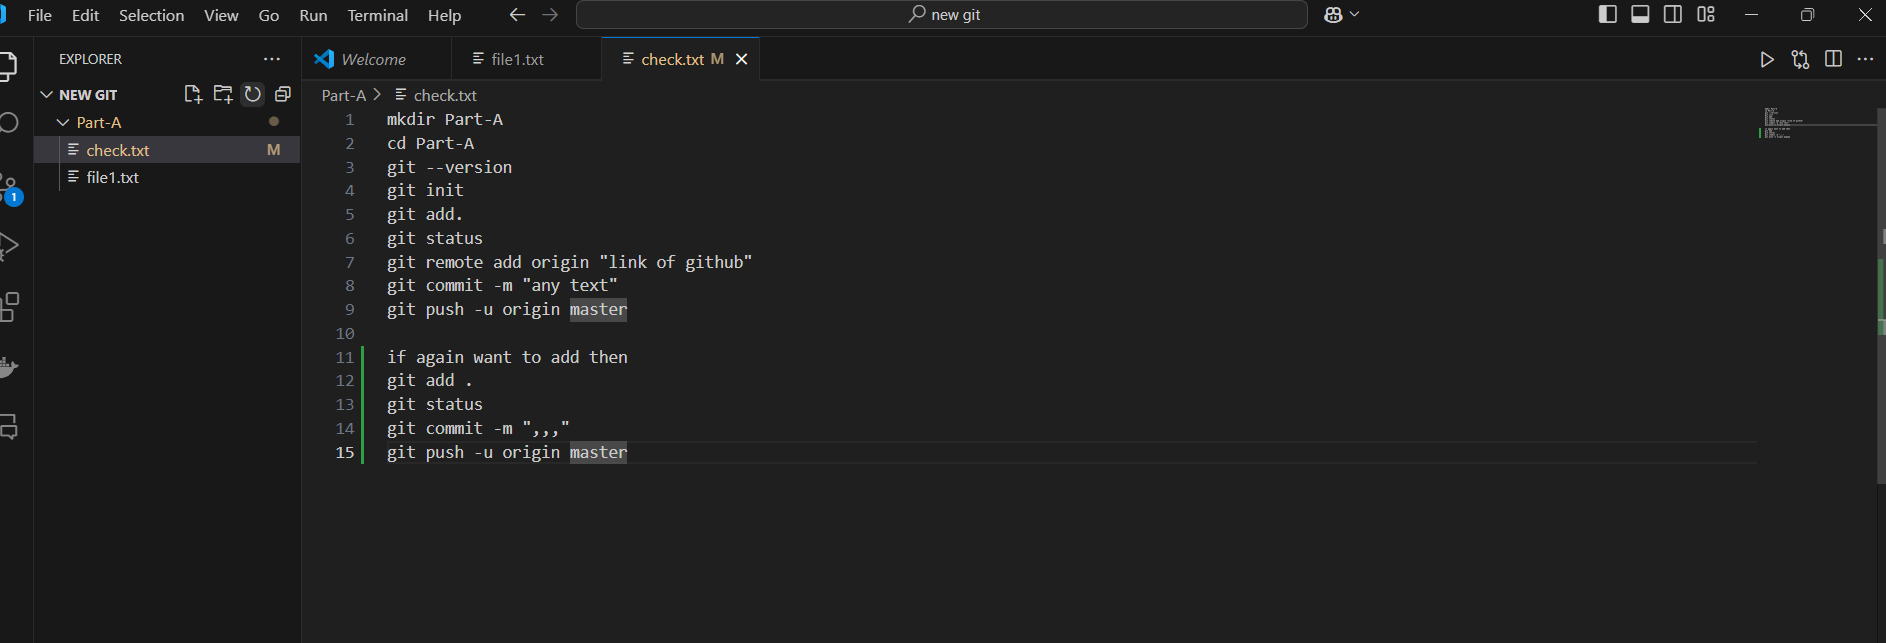 File Edit Selection View Go Run Terminal Help
new git
EXPLORER
NEW GIT
Part-A
check.txt M
file1.txt
1
Welcome
file1.txt
check.txt M
Part-A > check.txt
1 mkdir Part-A
2 cd Part-A
3 git --version
4 git init
5 git add.
6 git status
7 git remote add origin "link of github"
8 git commit -m "any text"
9 git push -u origin master
10
11 if again want to add then
12 git add .
13 git status
14 git commit -m ",,,"
15 git push -u origin master